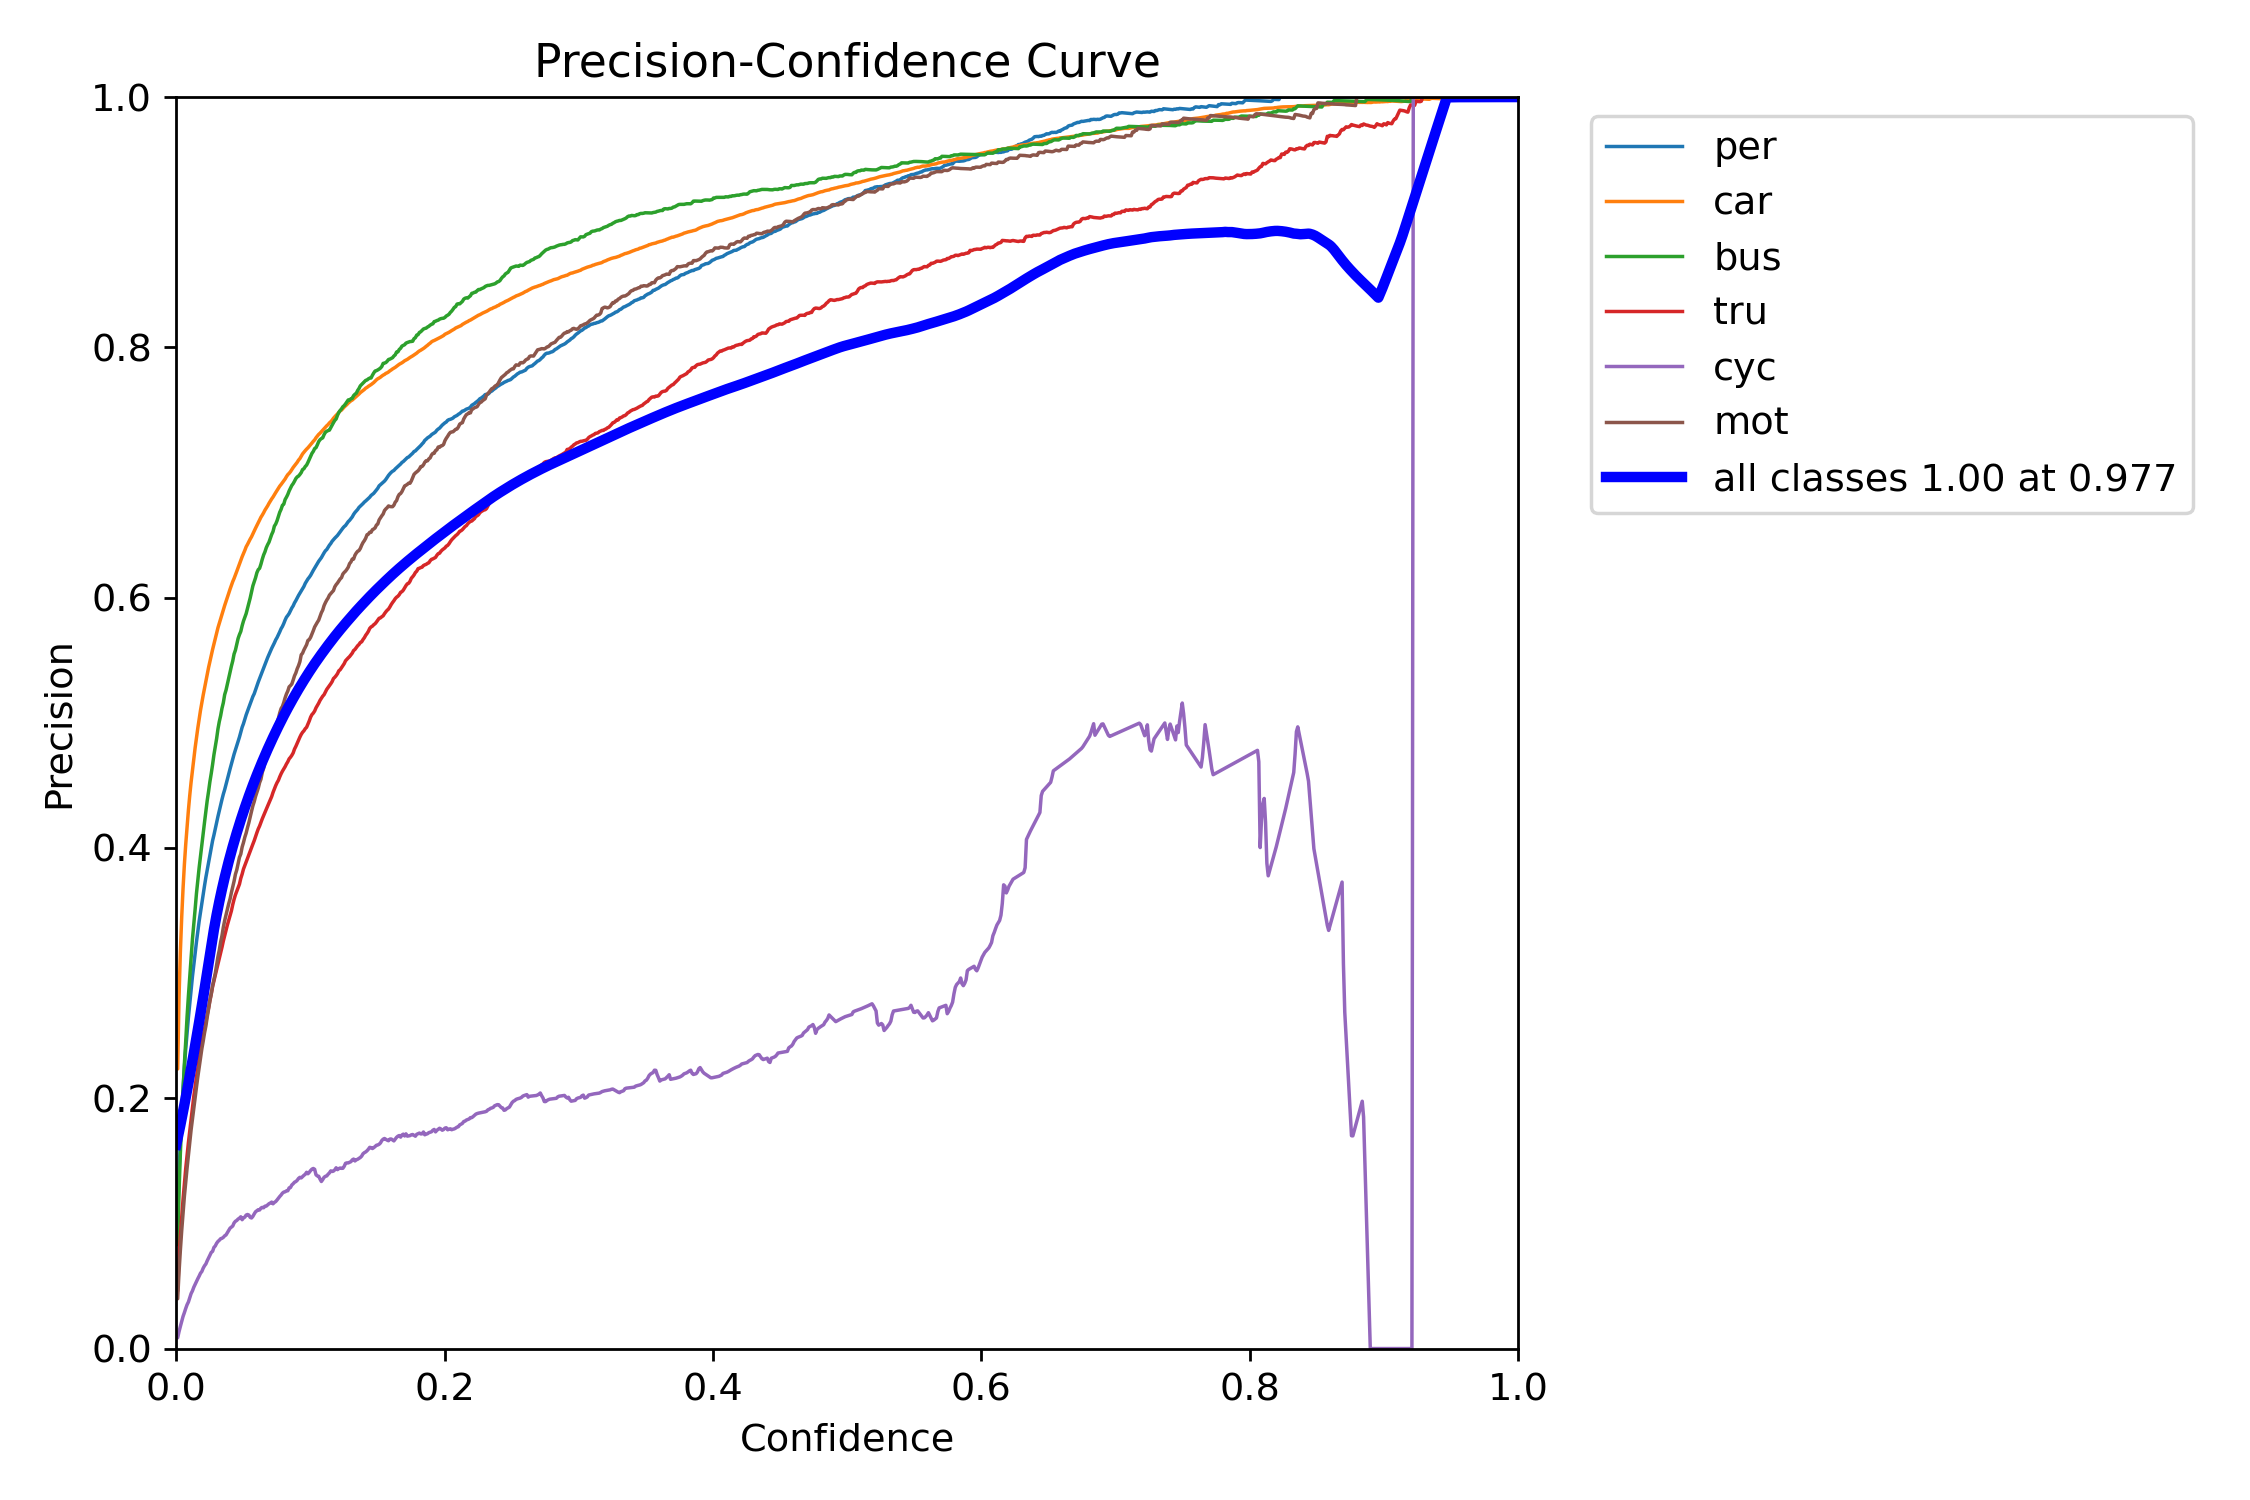 Precision-Confidence Curve
1.0
0.8
0.6
0.4
0.2
0.0
Precision
0.0 0.2 0.4 0.6 0.8 1.0
Confidence
per
car
bus
tru
cyc
mot
all classes 1.00 at 0.977